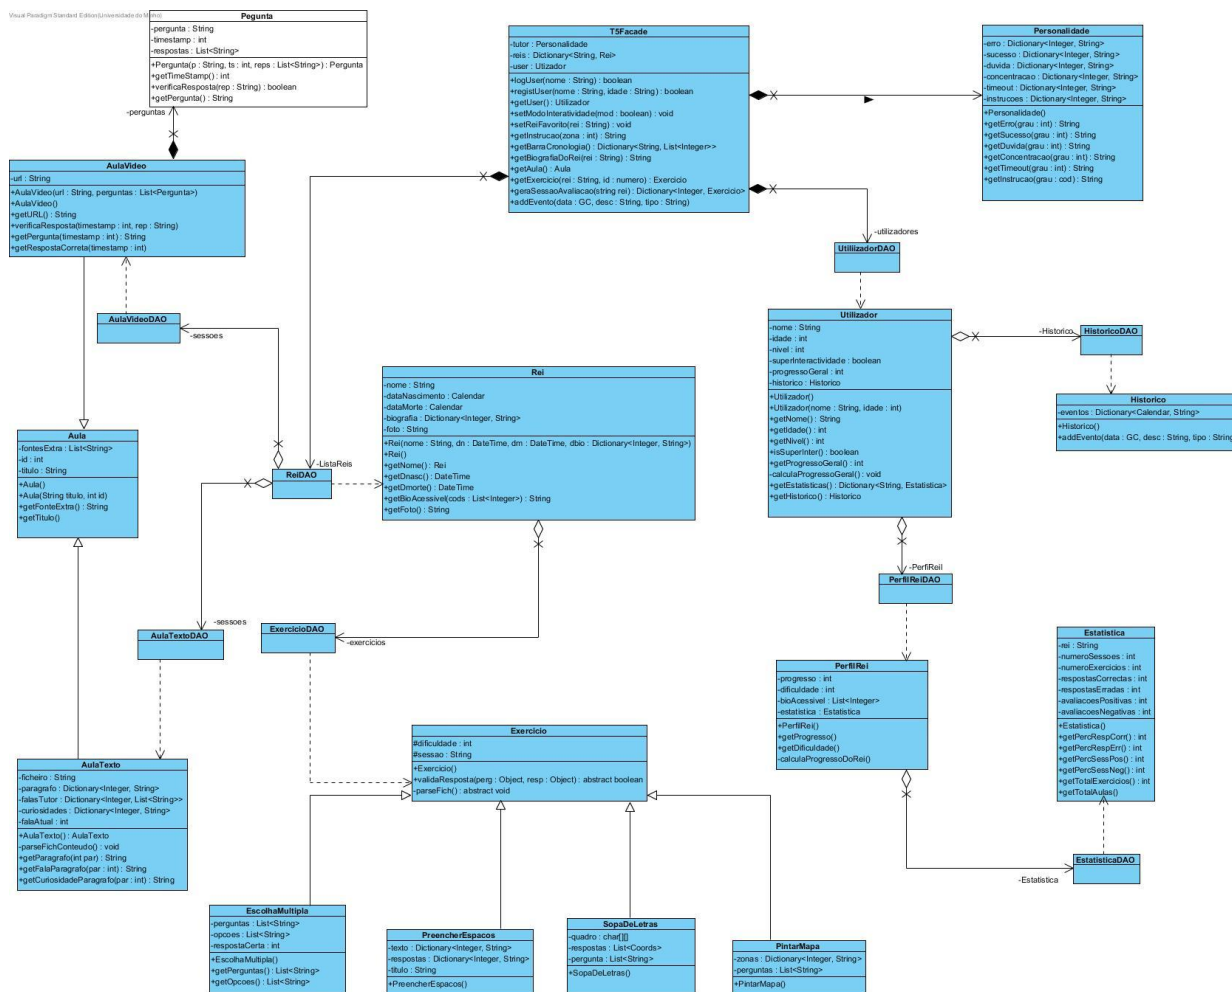 Visual Paradigm Standard Edition(Universidade do Minho)
Pegunta
-pergunta : String
-timestamp : int
-respostas : List<String>
+Pergunta(p : String, ts : int, reps : List<String>) : Pergunta
+getTimeStamp() : int
+verificaResposta(rep : String) : boolean
+getPergunta() : String
-perguntas
AulaVideo
-url : String
+AulaVideo(url : String, perguntas : List<Pergunta>)
+AulaVideo()
+getURL() : String
+verificaResposta(timestamp : int, rep : String)
+getPergunta(timestamp : int) : String
+getRespostaCorreta(timestamp : int)
AulaVideoDAO
-sessoes
T5Facade
-tutor : Personalidade
-reis : Dictionary<String, Rei>
-user : Utizador
+logUser(nome : String) : boolean
+registUser(nome : String, idade : String) : boolean
+getUser() : Utilizador
+setModoInteratividade(mod : boolean) : void
+setReiFavorito(rei : String) : void
+getInstrucao(zona : int) : String
+getBarraCronologia() : Dictionary<String, List<Integer>>
+getBiografiaDoRei(rei : String) : String
+getAula() : Aula
+getExercicio(rei : String, id : numero) : Exercicio
+geraSessaoAvaliacao(string rei) : Dictionary<Integer, Exercicio>
+addEvento(data : GC, desc : String, tipo : String)
Personalidade
-erro : Dictionary<Integer, String>
-sucesso : Dictionary<Integer, String>
-duvida : Dictionary<Integer, String>
-concentracao : Dictionary<Integer, String>
-timeout : Dictionary<Integer, String>
-instrucoes : Dictionary<Integer, String>
+Personalidade()
+getErro(grau : int) : String
+getSucesso(grau : int) : String
+getDuvida(grau : int) : String
+getConcentracao(grau : int) : String
+getTimeout(grau : int) : String
+getInstrucao(grau : cod) : String
-utilizadores
UtilizadorDAO
Utilizador
-nome : String
-idade : int
-nivel : int
-superInteractividade : boolean
-progressoGeral : int
-historico : Historico
+Utilizador()
+Utilizador(nome : String, idade : int)
+getNome() : String
+getIdade() : int
+getNivel() : int
+isSuperInter() : boolean
+getProgressoGeral() : int
-calculaProgressoGeral() : void
+getEstatisticas() : Dictionary<String, Estatistica>
+getHistorico() : Historico
-Historico
HistoricoDAO
Historico
-eventos : Dictionary<Calendar, String>
+Historico()
+addEvento(data : GC, desc : String, tipo : String
Rei
-nome : String
-dataNascimento : Calendar
-dataMorte : Calendar
-biografia : Dictionary<Integer, String>
-foto : String
+Rei(nome : String, dn : DateTime, dm : DateTime, dbio : Dictionary<Integer, String>)
+Rei()
+getNome() : Rei
+getDnasc() : DateTime
+getDmorte() : DateTime
+getBioAcessivel(cods : List<Integer>) : String
+getFoto() : String
-ListaReis
ReiDAO
Aula
-fontesExtra : List<String>
-id : int
-titulo : String
+Aula()
+Aula(String titulo, int id)
+getFonteExtra() : String
+getTitulo()
-sessoes
AulaTextoDAO
ExercicioDAO
-exercicios
-PerfiReil
PerfilReiDAO
PerfilRei
-progresso : int
-dificuldade : int
-bioAcessivel : List<Integer>
-estatistica : Estatistica
+PerfilRei()
+getProgresso()
+getDificuldade()
-calculaProgressoDoRei()
Estatistica
-rei : String
-numeroSessoes : int
-numeroExercicios : int
-respostasCorrectas : int
-respostasErradas : int
-avaliacoesPositivas : int
-avaliacoesNegativas : int
+Estatistica()
+getPercRespCorr() : int
+getPercRespErr() : int
+getPercSessPos() : int
+getPercSessNeg() : int
+getTotalExercicios() : int
+getTotalAulas()
EstatisticaDAO
-Estatistica
AulaTexto
-ficheiro : String
-paragrafo : Dictionary<Integer, String>
-falasTutor : Dictionary<Integer, List<String>>
-curiosidades : Dictionary<Integer, String>
-falaAtual : int
+AulaTexto() : AulaTexto
-parseFichConteudo() : void
+getParagrafo(int par) : String
+getFalaParagrafo(par : int) : String
+getCuriosidadeParagrafo(par : int) : String
Exercicio
#dificuldade : int
#sessao : String
+Exercicio()
+validaResposta(perg : Object, resp : Object) : abstract boolean
-parseFich() : abstract void
EscolhaMultipla
-perguntas : List<String>
-opcoes : List<String>
-respostaCerta : int
+EscolhaMultipla()
+getPerguntas() : List<String>
+getOpcoes() : List<String>
PreencherEspacos
-texto : Dictionary<Integer, String>
-respostas : Dictionary<Integer, String>
-titulo : String
+PreencherEspacos()
SopaDeLetras
-quadro : char[][]
-respostas : List<Coords>
-pergunta : List<String>
+SopaDeLetras()
PintarMapa
-zonas : Dictionary<Integer, String>
-perguntas : List<String>
+PintarMapa()